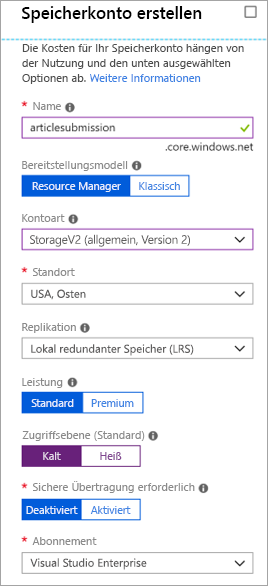 Speicherkonto erstellen
Die Kosten für Ihr Speicherkonto hängen von
der Nutzung und den unten ausgewählten
Optionen ab. Weitere Informationen
* Name
articlesubmission
.core.windows.net
Bereitstellungsmodell
Resource Manager Klassisch
Kontoart
StorageV2 (allgemein, Version 2)
* Standort
USA, Osten
Replikation
Lokal redundanter Speicher (LRS)
Leistung
Standard Premium
Zugriffsebene (Standard)
Kalt Heiß
* Sichere Übertragung erforderlich
Deaktiviert Aktiviert
* Abonnement
Visual Studio Enterprise